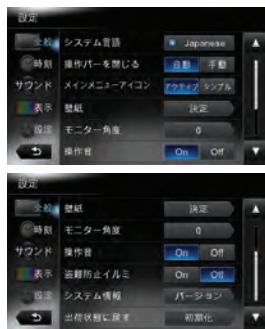 設定
全般 システム言語 Japanese
時刻 操作バーを閉じる 自動 手動
サウンド メインメニューアイコン アクティブ シンプル
表示 壁紙 決定
設定 モニター角度 0
操作音 On Off
設定
全般 壁紙 決定
時刻 モニター角度 0
サウンド 操作音 On Off
表示 盗難防止イルミ On Off
設定 システム情報 バージョン
出荷状態に戻す 初期化